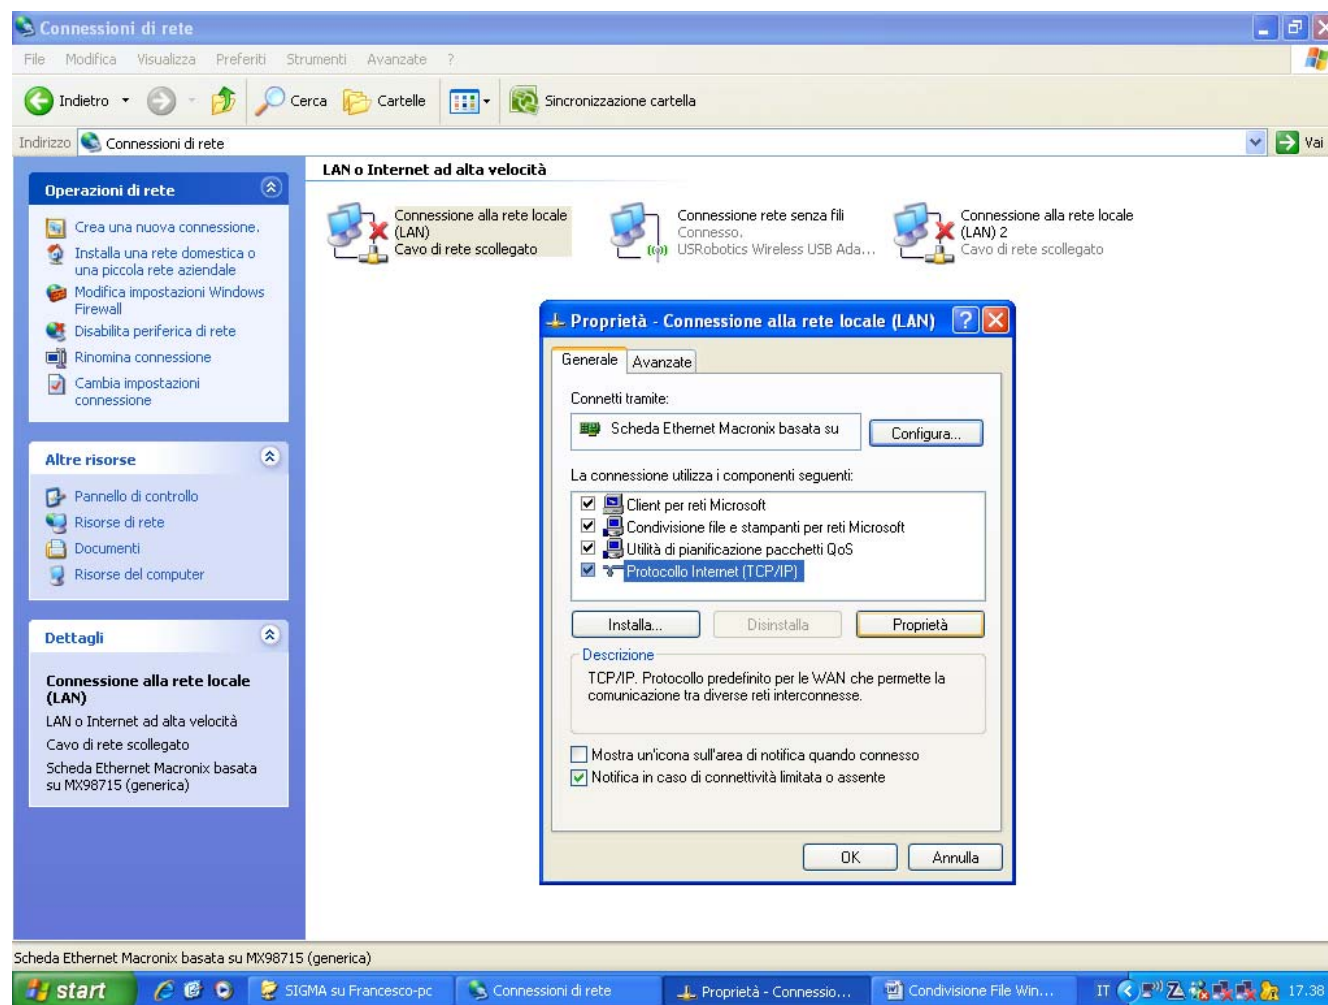 Connessioni di rete
File Modifica Visualizza Preferiti Strumenti Avanzate ?
Indietro Cerca Cartelle Sincronizzazione cartella
Indirizzo Connessioni di rete Vai
Operazioni di rete
Crea una nuova connessione.
Installa una rete domestica o
una piccola rete aziendale
Modifica impostazioni Windows
Firewall
Disabilita periferica di rete
Rinomina connessione
Cambia impostazioni
connessione
Altre risorse
Pannello di controllo
Risorse di rete
Documenti
Risorse del computer
Dettagli
Connessione alla rete locale
(LAN)
LAN o Internet ad alta velocità
Cavo di rete scollegato
Scheda Ethernet Macronix basata
su MX98715 (generica)
LAN o Internet ad alta velocità
Connessione alla rete locale
(LAN)
Cavo di rete scollegato
Connessione rete senza fili
Connesso.
USRobotics Wireless USB Ada...
Connessione alla rete locale
(LAN) 2
Cavo di rete scollegato
Proprietà - Connessione alla rete locale (LAN)
Generale Avanzate
Connetti tramite:
Scheda Ethernet Macronix basata su
Configura...
La connessione utilizza i componenti seguenti:
Client per reti Microsoft
Condivisione file e stampanti per reti Microsoft
Utilità di pianificazione pacchetti QoS
Protocollo Internet (TCP/IP)
Installa... Disinstalla Proprietà
Descrizione
TCP/IP. Protocollo predefinito per le WAN che permette la
comunicazione tra diverse reti interconnesse.
Mostra un'icona sull'area di notifica quando connesso
Notifica in caso di connettività limitata o assente
OK Annulla
Scheda Ethernet Macronix basata su MX98715 (generica)
start SIGMA su Francesco-pc Connessioni di rete Proprietà - Connessio... Condivisione File Win... IT 17.38